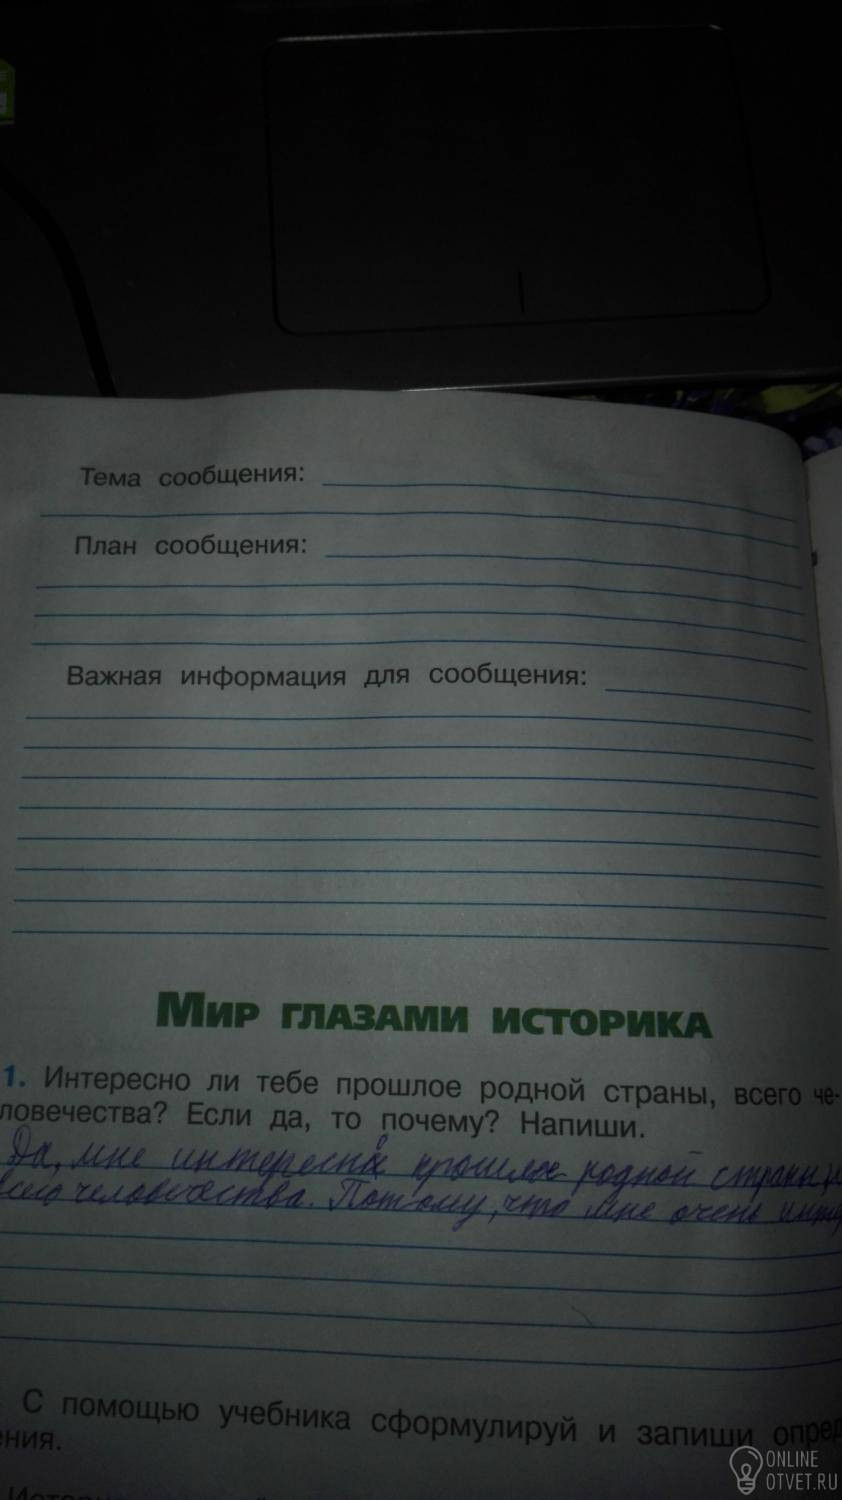 Тема сообщения:
План сообщения:
Важная информация для сообщения:
Мир глазами историка
1. Интересно ли тебе прошлое родной страны, всего че-
ловечества? Если да, то почему? Напиши.
Да, мне интересно прошлое родной страны,
всего человечества. Потому, что мне очень
С помощью учебника сформулируй и запиши опред
ения.
ONLINE
OTVET.RU